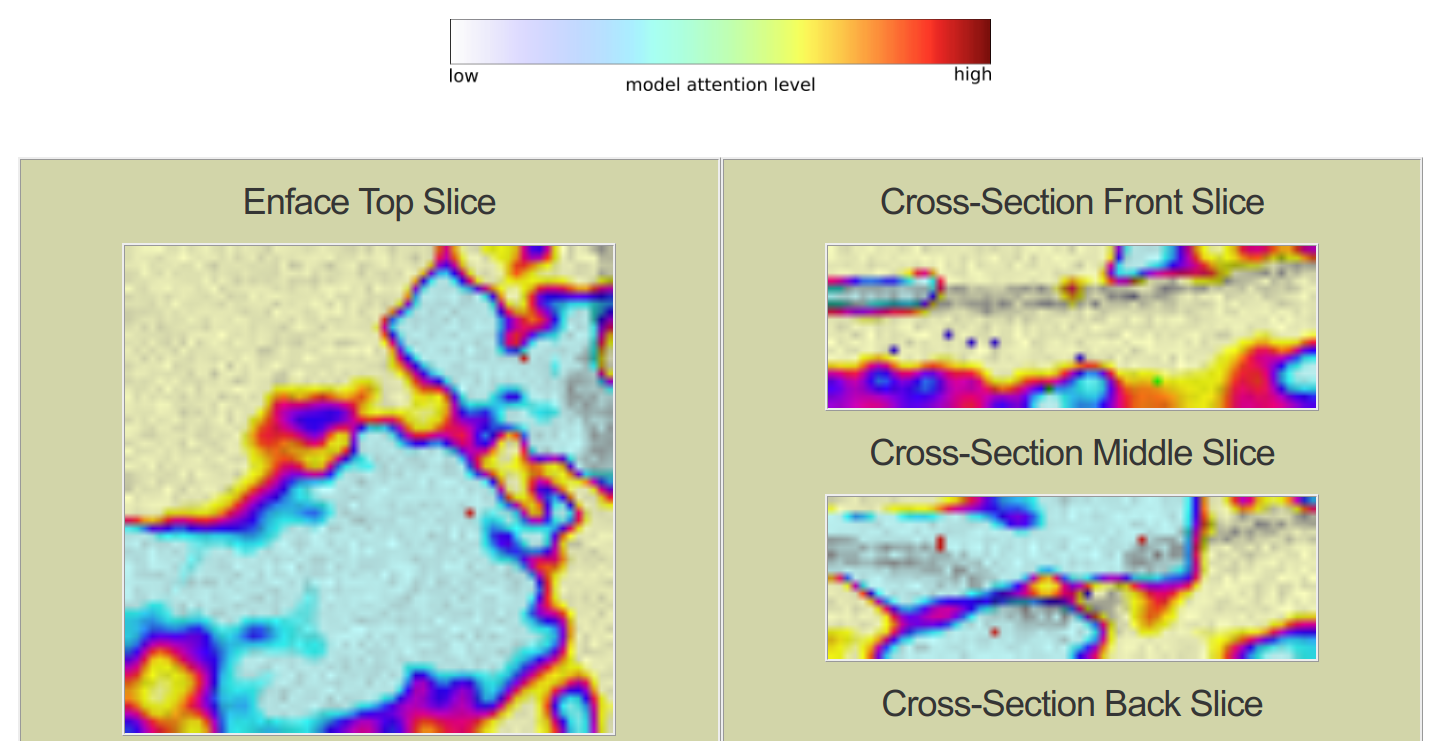 low
high
model attention level
Enface Top Slice
Cross-Section Front Slice
Cross-Section Middle Slice
Cross-Section Back Slice